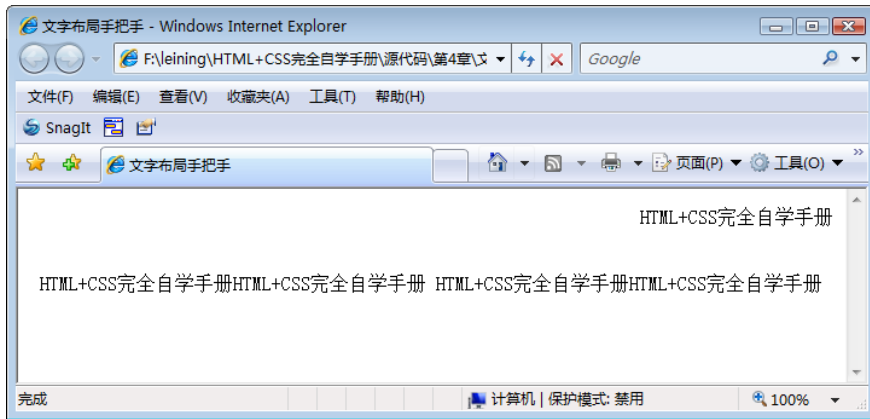 文字布局手把手 - Windows Internet Explorer
F:\leining\HTML+CSS完全自学手册\源代码\第4章\文
Google
文件(F) 编辑(E) 查看(V) 收藏夹(A) 工具(T) 帮助(H)
SnagIt
文字布局手把手 页面(P) 工具(O) »
HTML+CSS完全自学手册
HTML+CSS完全自学手册HTML+CSS完全自学手册 HTML+CSS完全自学手册HTML+CSS完全自学手册
完成 计算机 | 保护模式: 禁用 100%